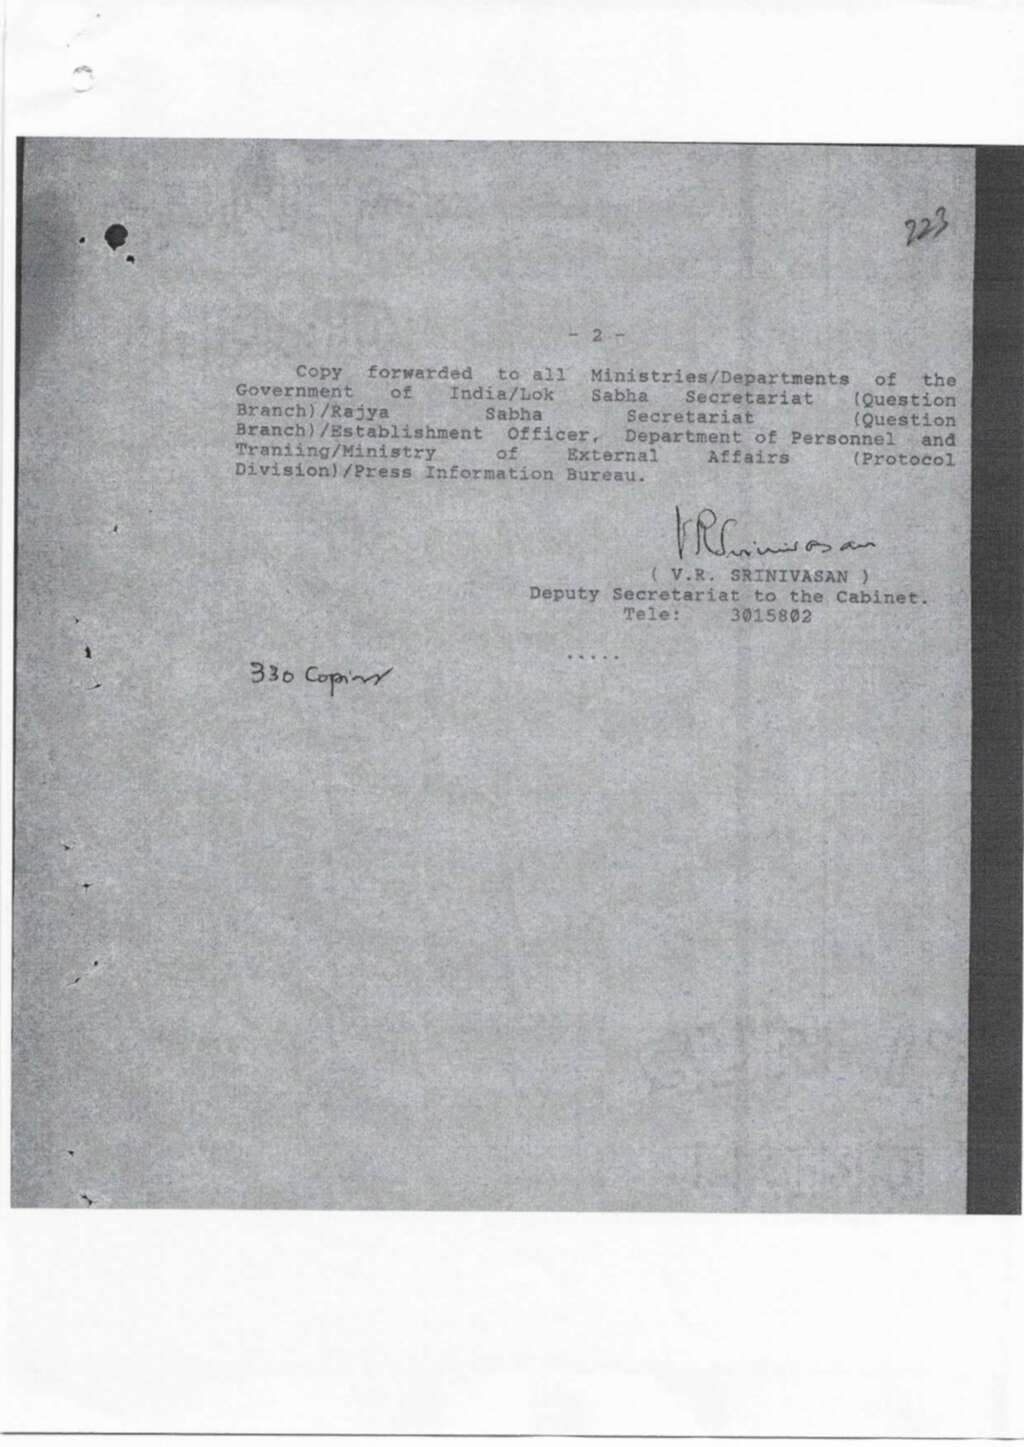 223
- 2 -
Copy forwarded to all Ministries/Departments of the
Government of India/Lok Sabha Secretariat (Question
Branch)/Rajya Sabha Secretariat (Question
Branch)/Establishment Officer, Department of Personnel and
Traniing/Ministry of External Affairs (Protocol
Division)/Press Information Bureau.
VRSrinivasan
( V.R. SRINIVASAN )
Deputy Secretariat to the Cabinet.
Tele: 3015802
.....
330 Copies